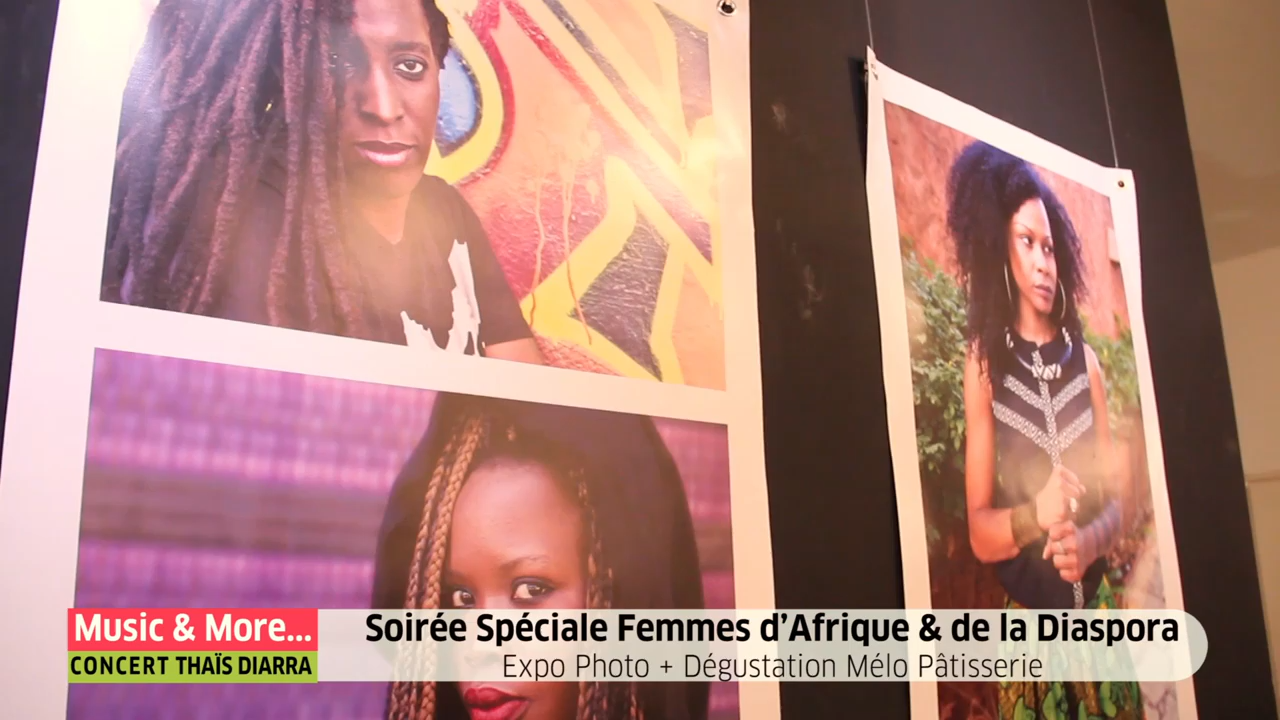 Music & More...
CONCERT THAÏS DIARRA
Soirée Spéciale Femmes d'Afrique & de la Diaspora
Expo Photo + Dégustation Mélo Pâtisserie